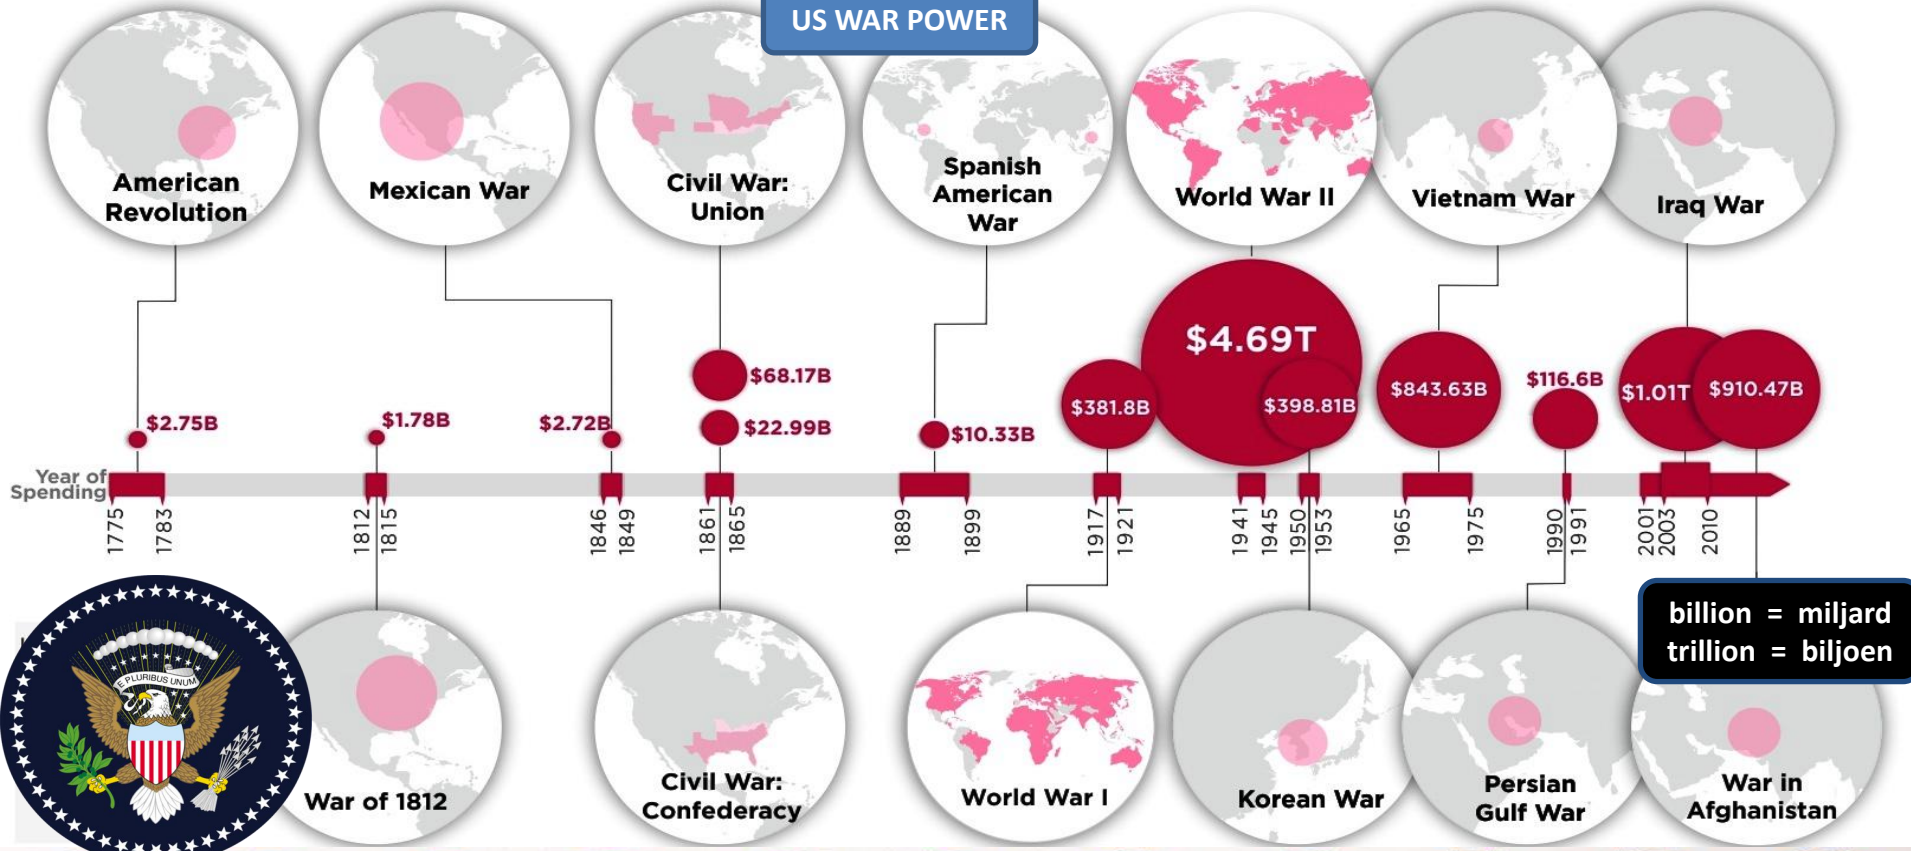 US WAR POWER
American
Revolution
Mexican War
Civil War:
Union
Spanish
American
War
World War II
Vietnam War
Iraq War
$2.75B
$1.78B
$2.72B
$68.17B
$22.99B
$10.33B
$381.8B
$4.69T
$398.81B
$843.63B
$116.6B
$1.01T
$910.47B
Year of
Spending
1775
1783
1812
1815
1846
1849
1861
1865
1889
1899
1917
1921
1941
1945
1950
1953
1965
1975
1990
1991
2001
2003
2010
billion = miljard
trillion = biljoen
E PLURIBUS UNUM
War of 1812
Civil War:
Confederacy
World War I
Korean War
Persian
Gulf War
War in
Afghanistan